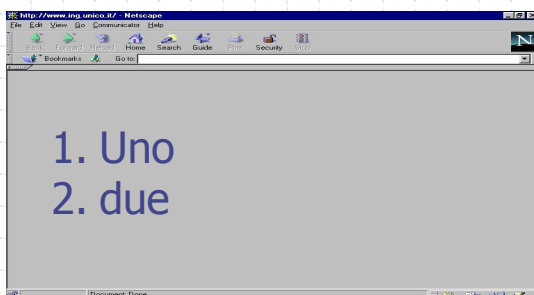 http://www.ing.unico.it/ - Netscape
File Edit View Go Communicator Help
Back Forward Reload Home Search Guide Print Security Stop
N
Bookmarks Go to:
1. Uno
2. due
Document: Done